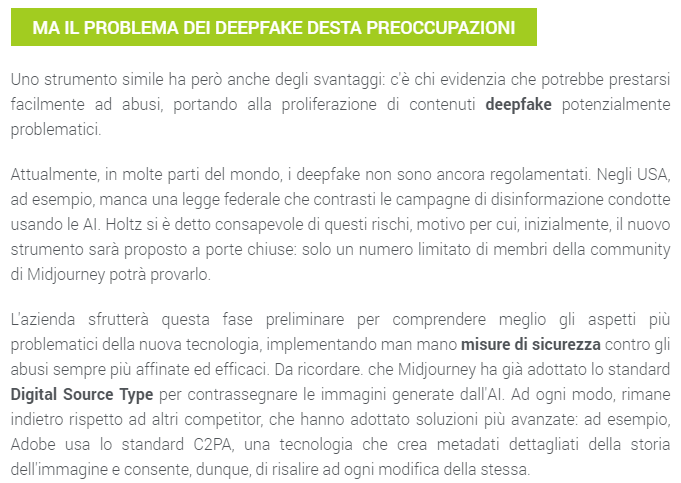 MA IL PROBLEMA DEI DEEPFAKE DESTA PREOCCUPAZIONI
Uno strumento simile ha però anche degli svantaggi: c'è chi evidenzia che potrebbe prestarsi
facilmente ad abusi, portando alla proliferazione di contenuti deepfake potenzialmente
problematici.
Attualmente, in molte parti del mondo, i deepfake non sono ancora regolamentati. Negli USA,
ad esempio, manca una legge federale che contrasti le campagne di disinformazione condotte
usando le AI. Holtz si è detto consapevole di questi rischi, motivo per cui, inizialmente, il nuovo
strumento sarà proposto a porte chiuse: solo un numero limitato di membri della community
di Midjourney potrà provarlo.
L'azienda sfrutterà questa fase preliminare per comprendere meglio gli aspetti più
problematici della nuova tecnologia, implementando man mano misure di sicurezza contro gli
abusi sempre più affinate ed efficaci. Da ricordare. che Midjourney ha già adottato lo standard
Digital Source Type per contrassegnare le immagini generate dall'AI. Ad ogni modo, rimane
indietro rispetto ad altri competitor, che hanno adottato soluzioni più avanzate: ad esempio,
Adobe usa lo standard C2PA, una tecnologia che crea metadati dettagliati della storia
dell'immagine e consente, dunque, di risalire ad ogni modifica della stessa.